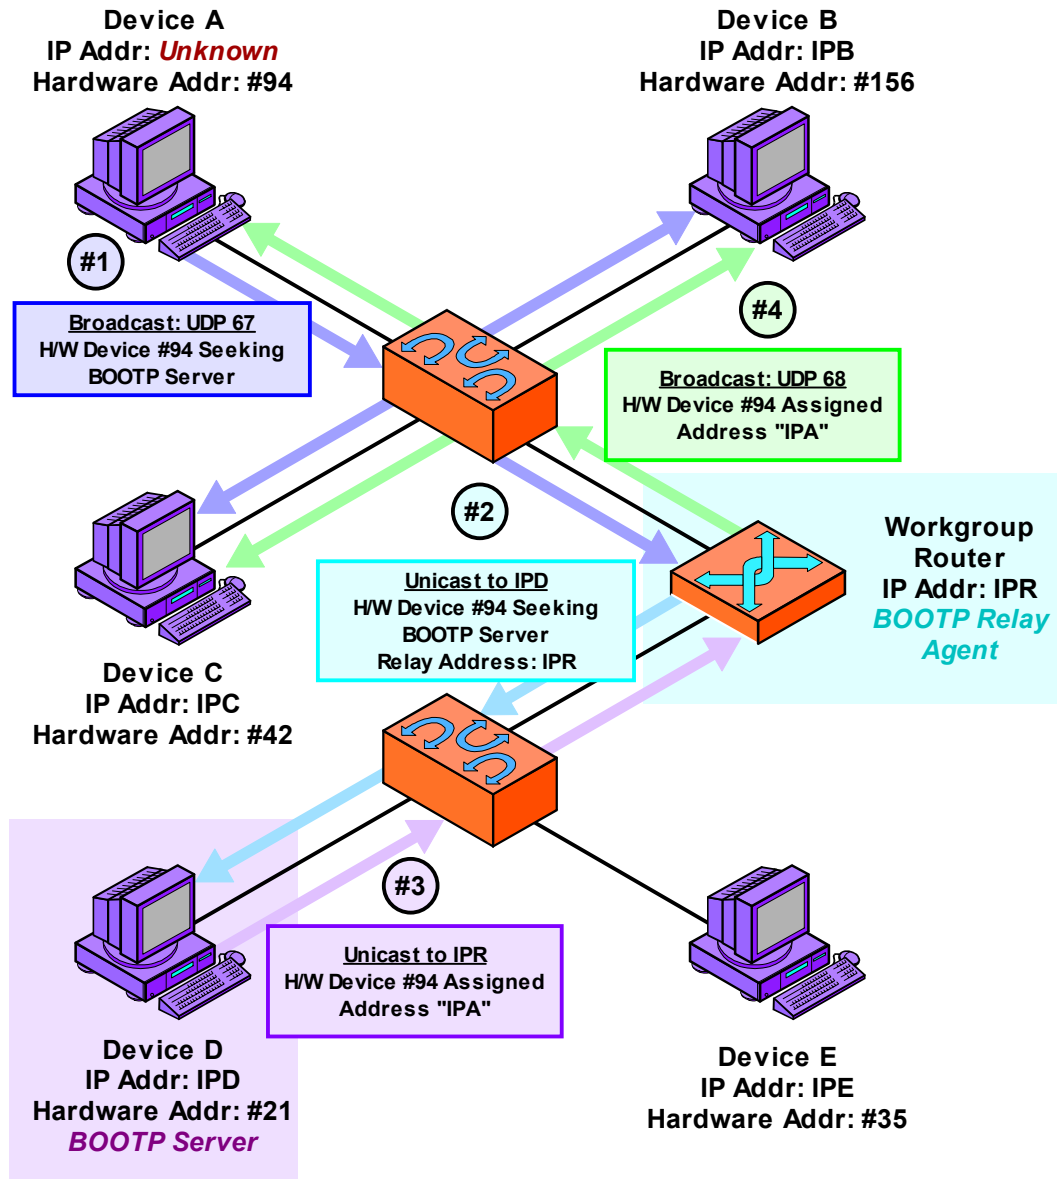 Device A
IP Addr: Unknown
Hardware Addr: #94
Device B
IP Addr: IPB
Hardware Addr: #156
#1
Broadcast: UDP 67
H/W Device #94 Seeking
BOOTP Server
#4
Broadcast: UDP 68
H/W Device #94 Assigned
Address "IPA"
#2
Unicast to IPD
H/W Device #94 Seeking
BOOTP Server
Relay Address: IPR
Workgroup
Router
IP Addr: IPR
BOOTP Relay
Agent
Device C
IP Addr: IPC
Hardware Addr: #42
#3
Unicast to IPR
H/W Device #94 Assigned
Address "IPA"
Device D
IP Addr: IPD
Hardware Addr: #21
BOOTP Server
Device E
IP Addr: IPE
Hardware Addr: #35